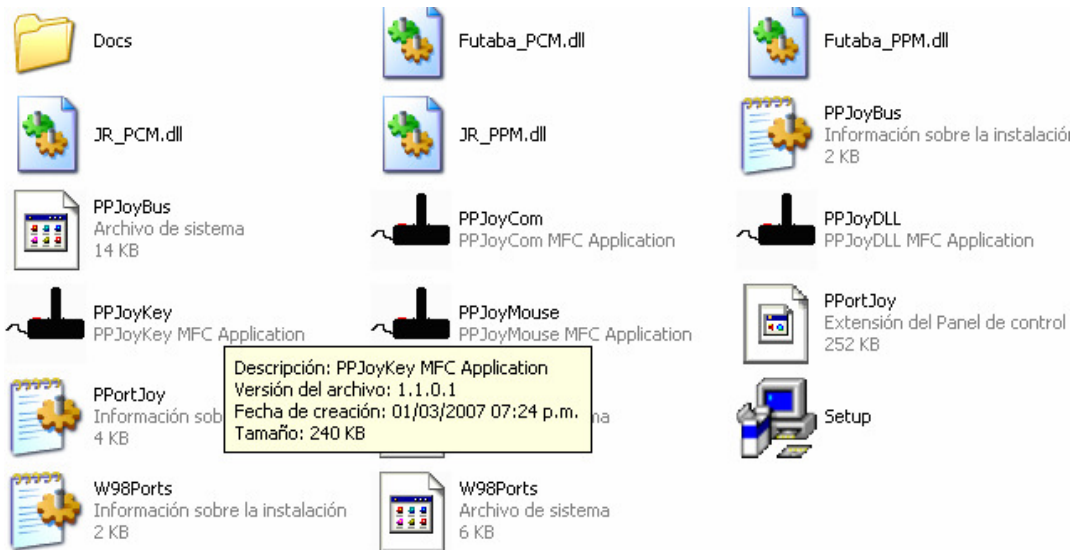 Docs
Futaba_PCM.dll
Futaba_PPM.dll
JR_PCM.dll
JR_PPM.dll
PPJoyBus
Información sobre la instalación
2 KB
PPJoyBus
Archivo de sistema
14 KB
PPJoyCom
PPJoyCom MFC Application
PPJoyDLL
PPJoyDLL MFC Application
PPJoyKey
PPJoyKey MFC Application
PPJoyMouse
PPJoyMouse MFC Application
PPortJoy
Extensión del Panel de control
252 KB
Descripción: PPJoyKey MFC Application
Versión del archivo: 1.1.0.1
Fecha de creación: 01/03/2007 07:24 p.m.
Tamaño: 240 KB
PPortJoy
Información sob
4 KB
na
Setup
W98Ports
Información sobre la instalación
2 KB
W98Ports
Archivo de sistema
6 KB